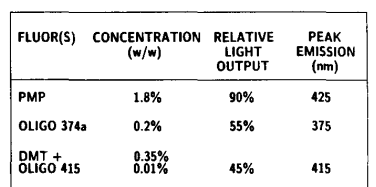 FLUOR(S) CONCENTRATION RELATIVE PEAK
(w/w) LIGHT EMISSION
OUTPUT (nm)
PMP 1.8% 90% 425
OLIGO 374a 0.2% 55% 375
DMT + 0.35%
OLIGO 415 0.01% 45% 415